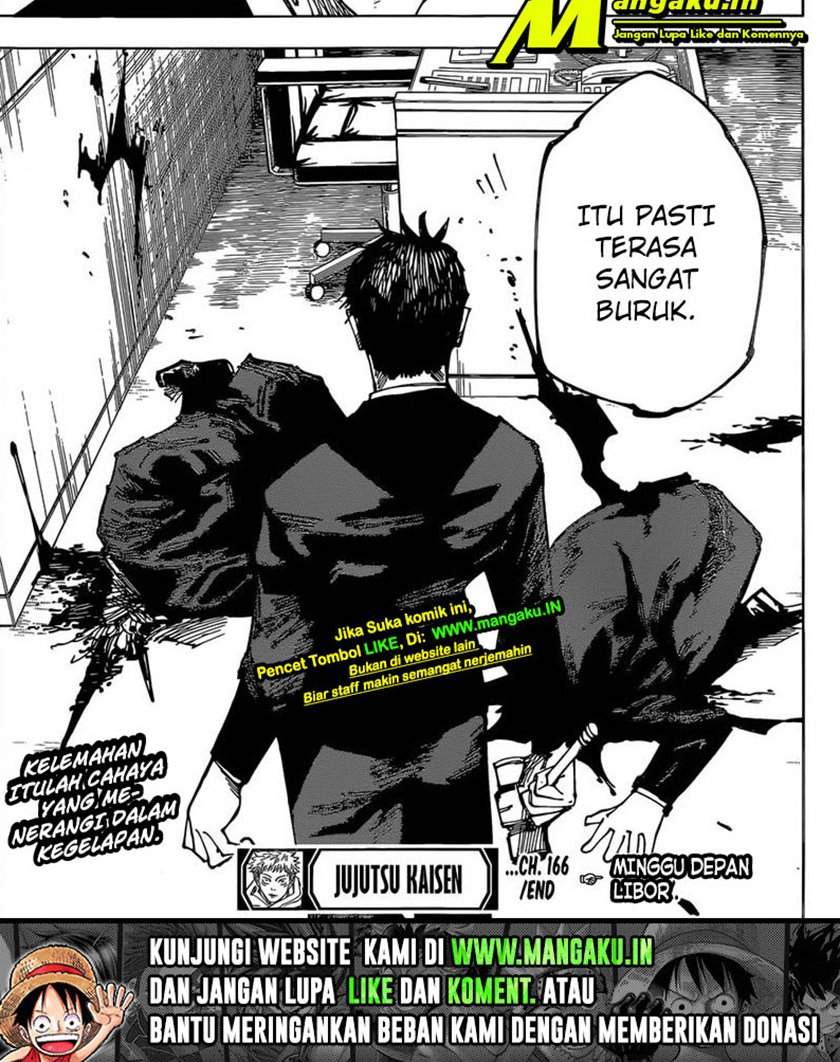 Mangaku.in
Jangan Lupa Like dan Komennya
ITU PASTI
TERASA
SANGAT
BURUK.
Jika Suka komik ini,
Pencet Tombol LIKE, Di: WWW.mangaku.IN
Bukan di website lain
Biar staff makin semangat nerjemahin
KELEMAHAN
ITULAH CAHAYA
YANG ME-
NERANGI DALAM
KEGELAPAN.
JUJUTSU KAISEN
...CH. 166
/END
MINGGU DEPAN
LIBOR.
KUNJUNGI WEBSITE KAMI DI WWW.MANGAKU.IN
DAN JANGAN LUPA LIKE DAN KOMENT. ATAU
BANTU MERINGANKAN BEBAN KAMI DENGAN MEMBERIKAN DONASI